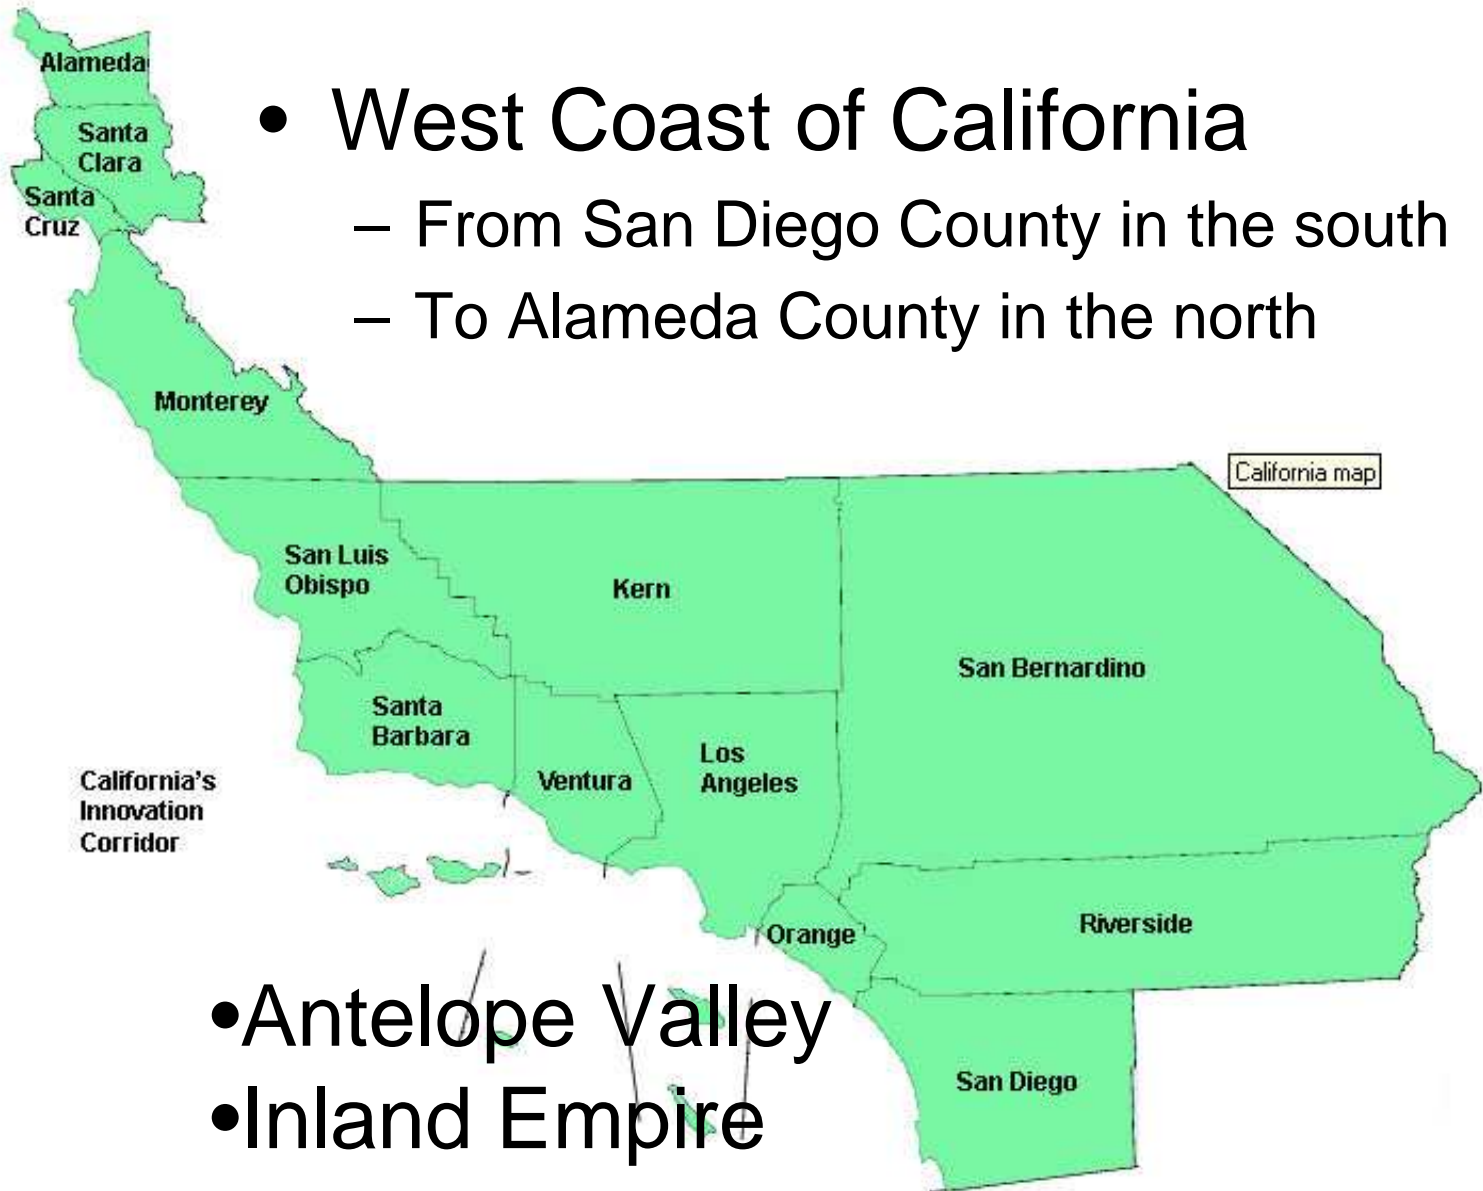 Alameda
• West Coast of California
Santa
Clara
Santa
Cruz
– From San Diego County in the south
– To Alameda County in the north
Monterey
California map
San Luis
Obispo
Kern
San Bernardino
Santa
Barbara
Ventura
Los
Angeles
California's
Innovation
Corridor
Orange
Riverside
•Antelope Valley
San Diego
•Inland Empire